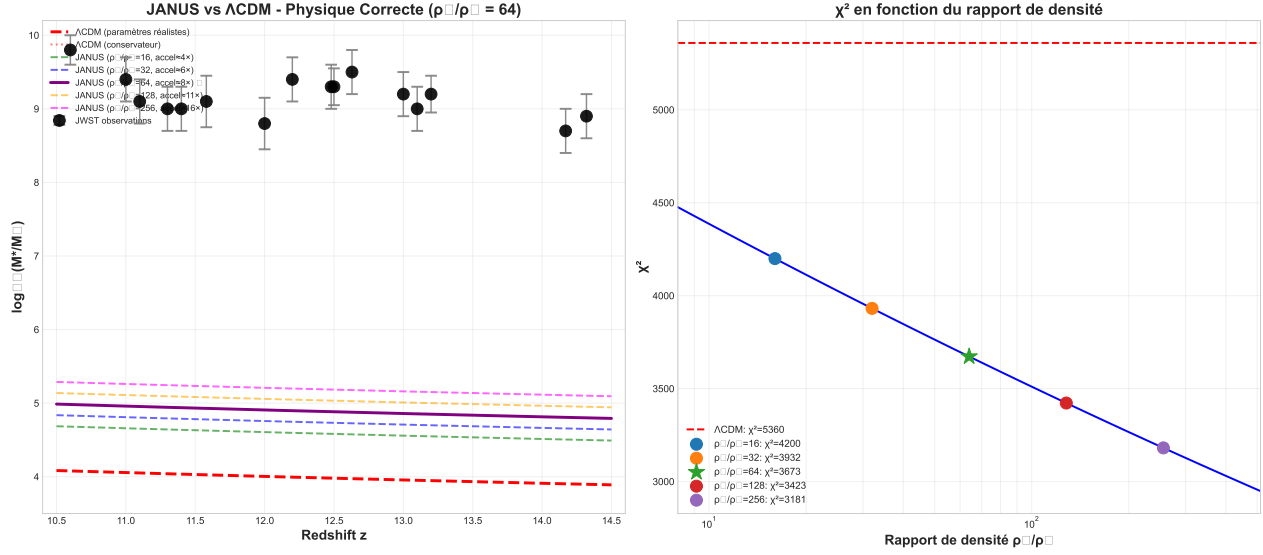 JANUS vs ΛCDM - Physique Correcte (ρ□/ρ□ = 64)
10
9
8
7
6
5
4
log□□(M*/M□)
ΛCDM (paramètres réalistes)
ΛCDM (conservateur)
JANUS (ρ□/ρ□=16, accel≈4×)
JANUS (ρ□/ρ□=32, accel≈6×)
JANUS (ρ□/ρ□=64, accel≈8×) □
JANUS (ρ□/ρ□=128, accel≈11×)
JANUS (ρ□/ρ□=256, accel≈16×)
JWST observations
10.5 11.0 11.5 12.0 12.5 13.0 13.5 14.0 14.5
Redshift z
χ² en fonction du rapport de densité
5000
4500
4000
3500
3000
χ²
ΛCDM: χ²=5360
ρ□/ρ□=16: χ²=4200
ρ□/ρ□=32: χ²=3932
ρ□/ρ□=64: χ²=3673
ρ□/ρ□=128: χ²=3423
ρ□/ρ□=256: χ²=3181
10¹ 10²
Rapport de densité ρ□/ρ□